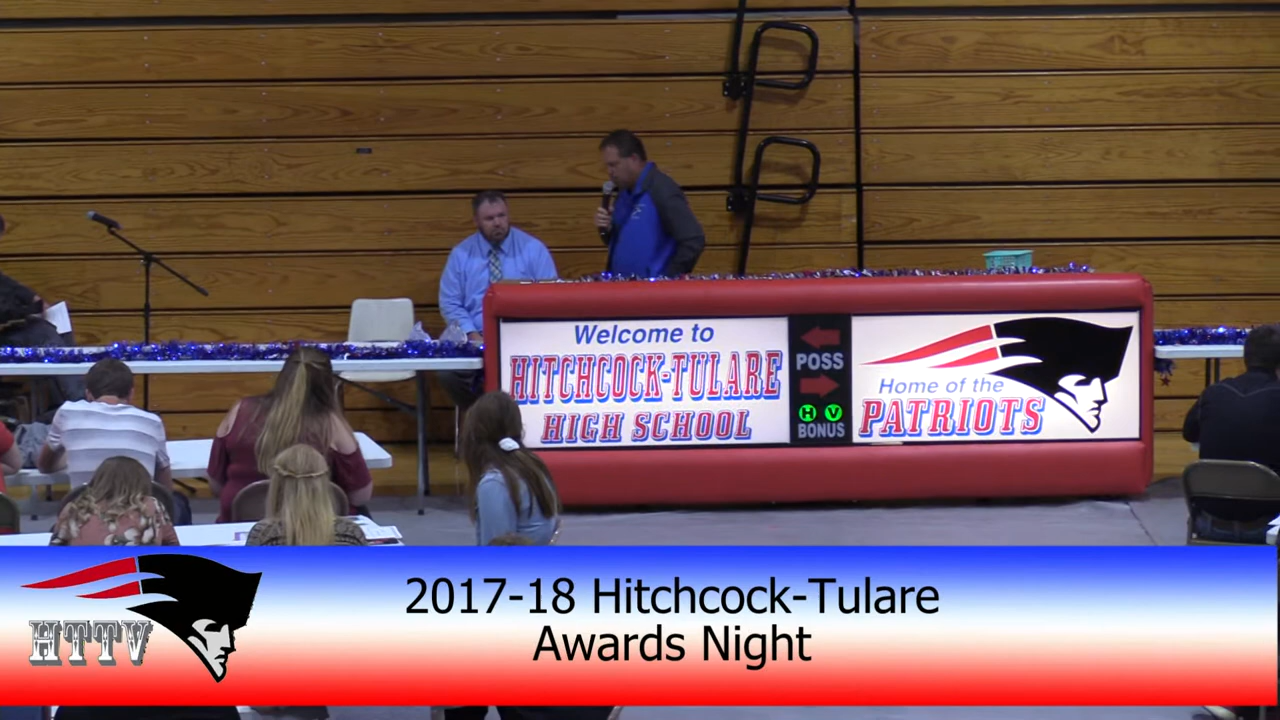 Welcome to
HITCHCOCK-TULARE
HIGH SCHOOL
POSS
H V
BONUS
Home of the
PATRIOTS
HTTV
2017-18 Hitchcock-Tulare
Awards Night